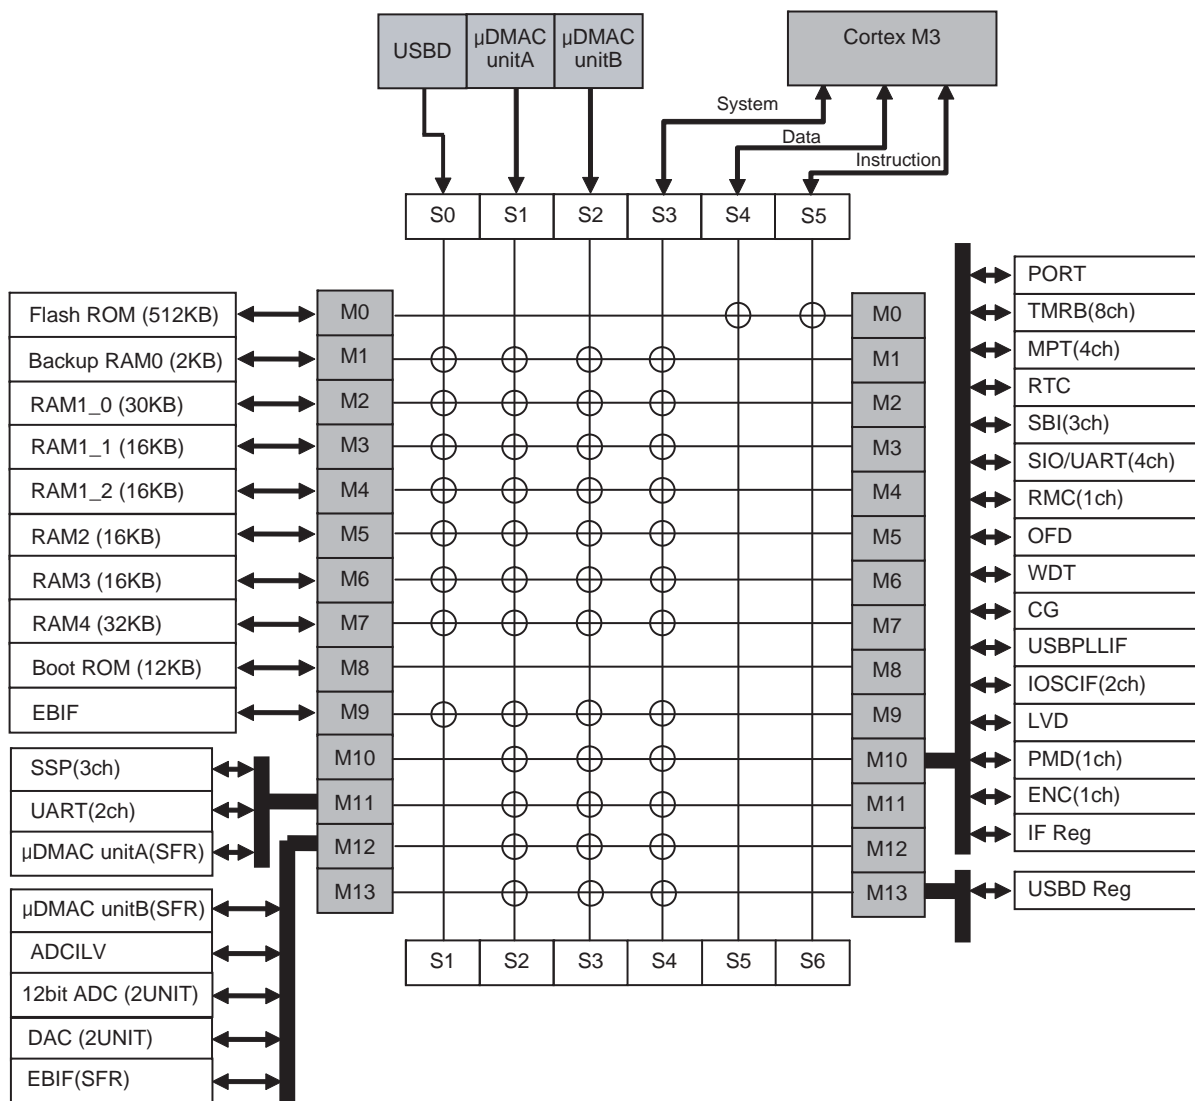 USBD
µDMAC
unitA
µDMAC
unitB
Cortex M3
System
Data
Instruction
S0
S1
S2
S3
S4
S5
Flash ROM (512KB)
Backup RAM0 (2KB)
RAM1_0 (30KB)
RAM1_1 (16KB)
RAM1_2 (16KB)
RAM2 (16KB)
RAM3 (16KB)
RAM4 (32KB)
Boot ROM (12KB)
EBIF
SSP(3ch)
UART(2ch)
µDMAC unitA(SFR)
µDMAC unitB(SFR)
ADCILV
12bit ADC (2UNIT)
DAC (2UNIT)
EBIF(SFR)
M0
M1
M2
M3
M4
M5
M6
M7
M8
M9
M10
M11
M12
M13
M0
M1
M2
M3
M4
M5
M6
M7
M8
M9
M10
M11
M12
M13
PORT
TMRB(8ch)
MPT(4ch)
RTC
SBI(3ch)
SIO/UART(4ch)
RMC(1ch)
OFD
WDT
CG
USBPLLIF
IOSCIF(2ch)
LVD
PMD(1ch)
ENC(1ch)
IF Reg
USBD Reg
S1
S2
S3
S4
S5
S6